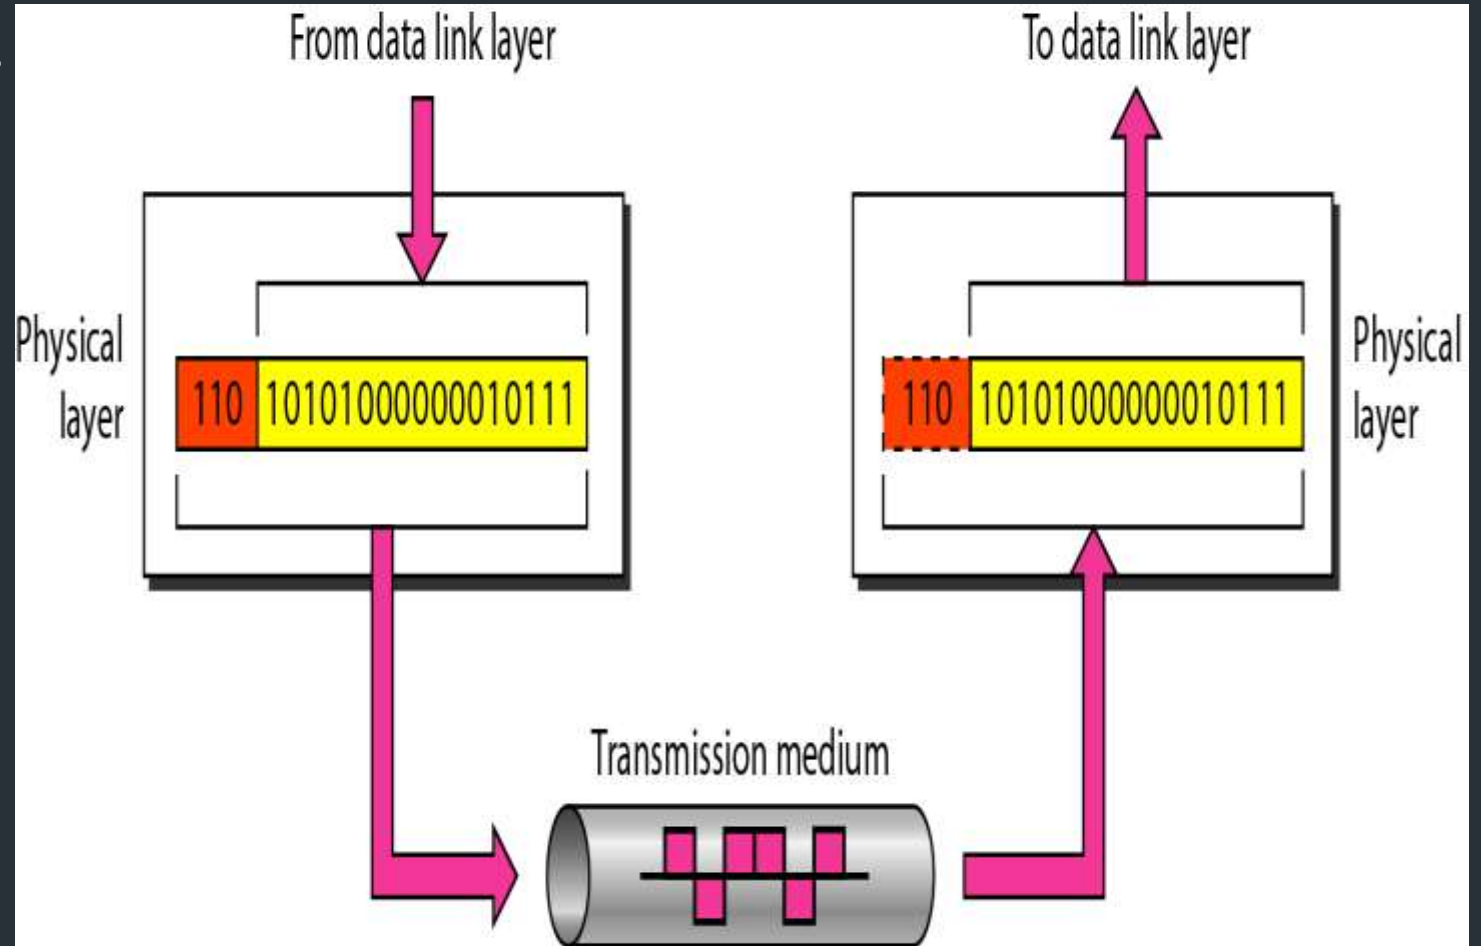 From data link layer
To data link layer
Physical
layer
110 10101000000010111
110 10101000000010111
Physical
layer
Transmission medium